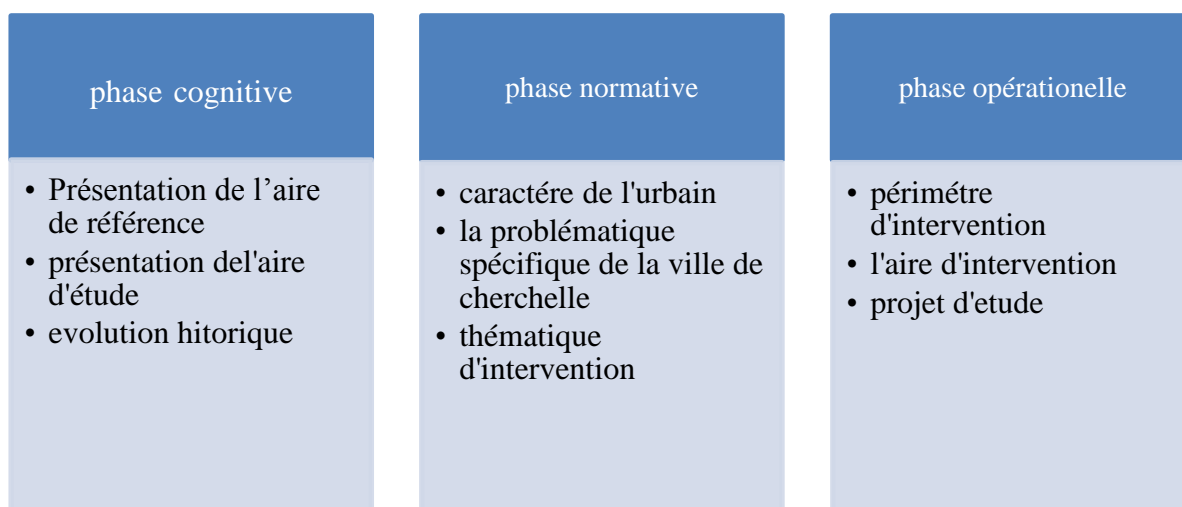 phase cognitive
• Présentation de l’aire
de référence
• présentation del'aire
d'étude
• evolution hitorique
phase normative
• caractére de l'urbain
• la problématique
spécifique de la ville de
cherchelle
• thématique
d'intervention
phase opérationelle
• périmétre
d'intervention
• l'aire d'intervention
• projet d'etude